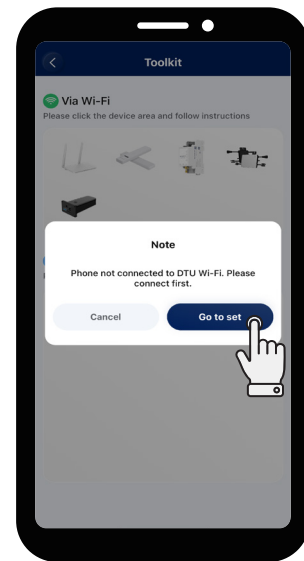 Toolkit
Via Wi-Fi
Please click the device area and follow instructions
Note
Phone not connected to DTU Wi-Fi. Please
connect first.
Cancel
Go to set